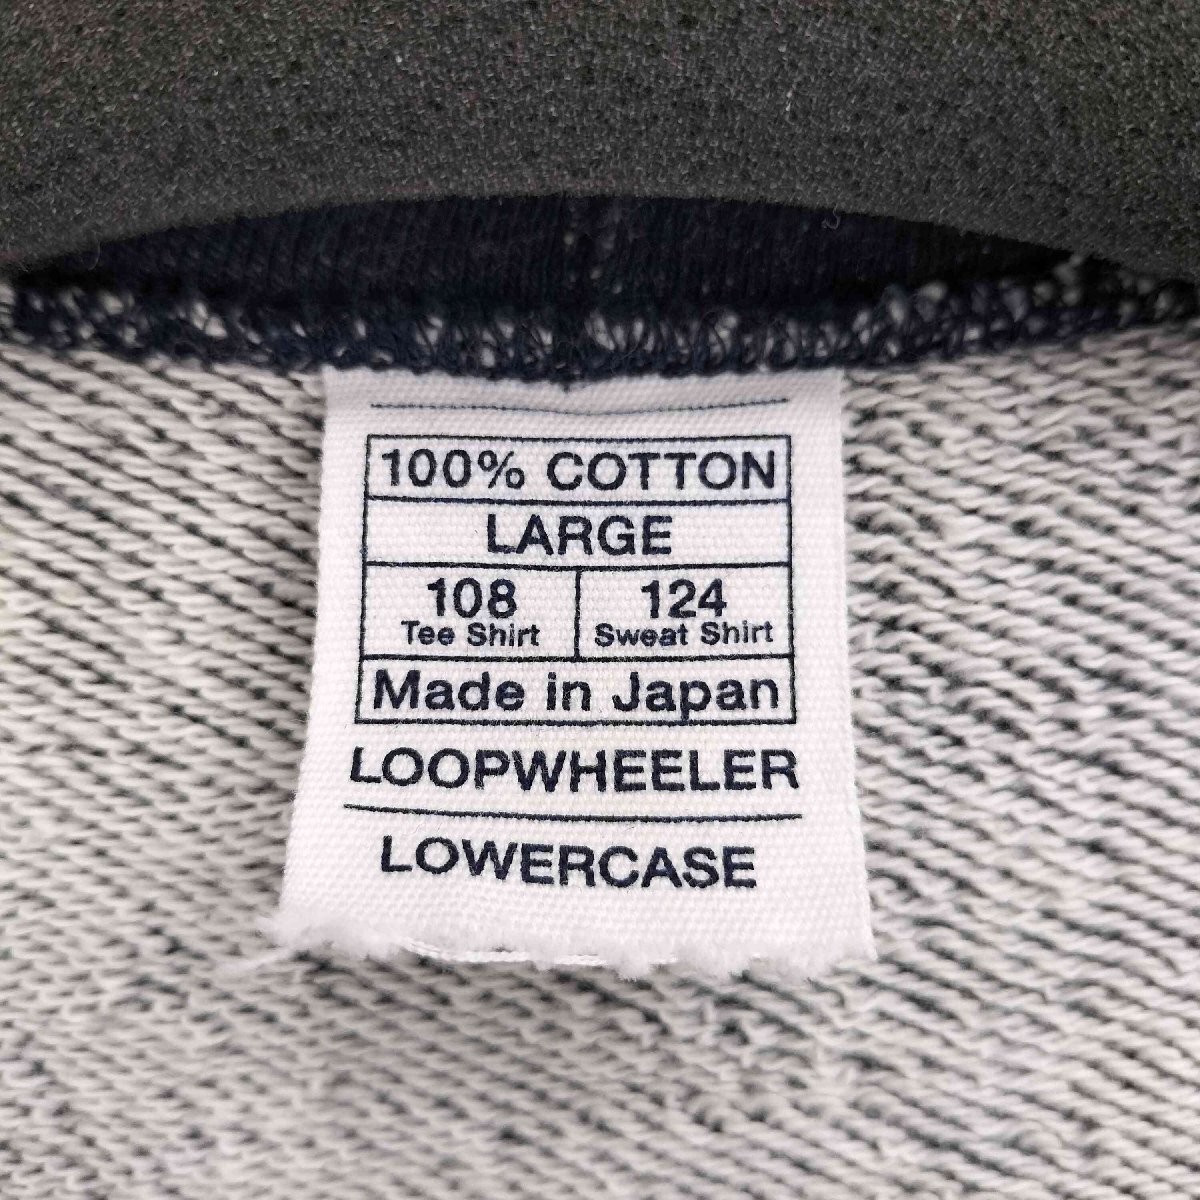 100% COTTON
LARGE
108 124
Tee Shirt Sweat Shirt
Made in Japan
LOOPWHEELER
LOWERCASE